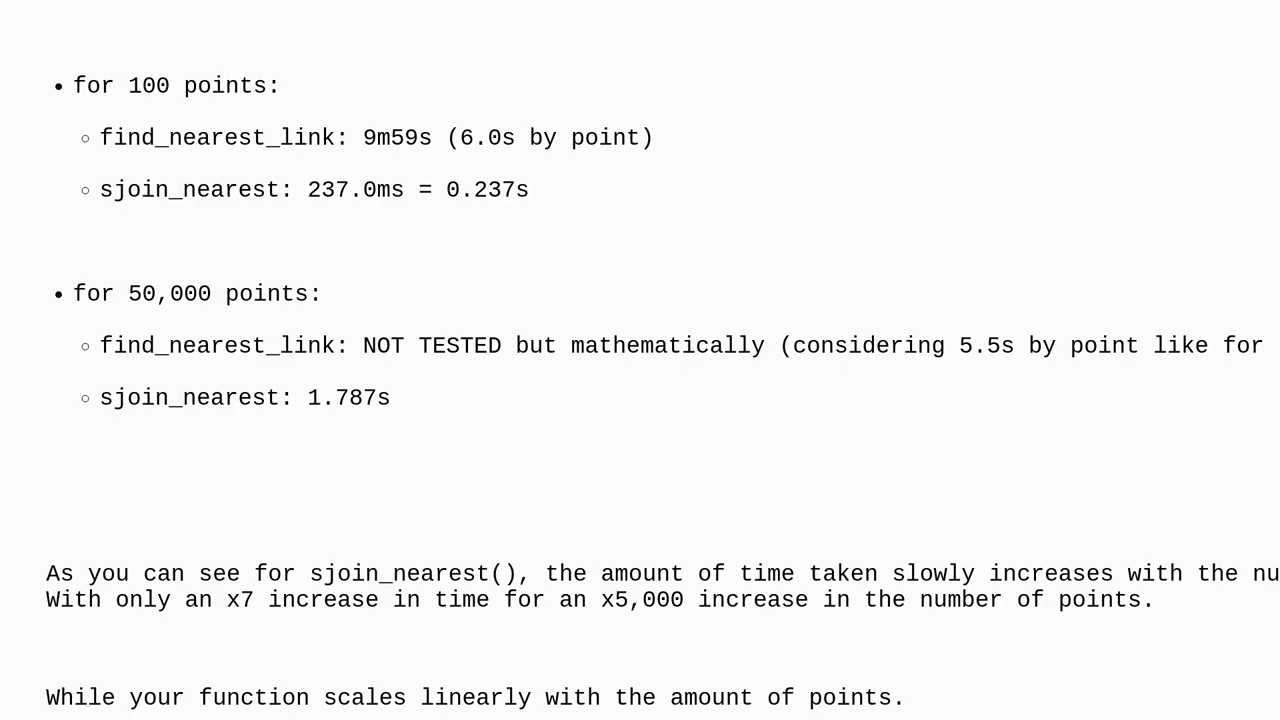 • for 100 points:
○ find_nearest_link: 9m59s (6.0s by point)
○ sjoin_nearest: 237.0ms = 0.237s
• for 50,000 points:
○ find_nearest_link: NOT TESTED but mathematically (considering 5.5s by point like for
○ sjoin_nearest: 1.787s
As you can see for sjoin_nearest(), the amount of time taken slowly increases with the
With only an x7 increase in time for an x5,000 increase in the number of points.
While your function scales linearly with the amount of points.